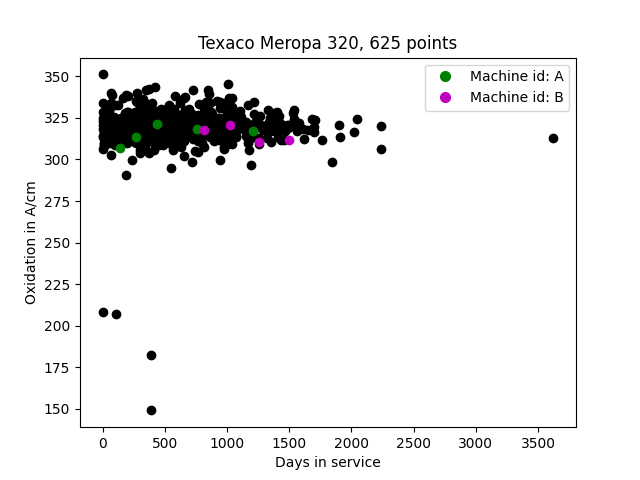 Texaco Meropa 320, 625 points
Machine id: A
Machine id: B
Oxidation in A/cm
350
325
300
275
250
225
200
175
150
0 500 1000 1500 2000 2500 3000 3500
Days in service